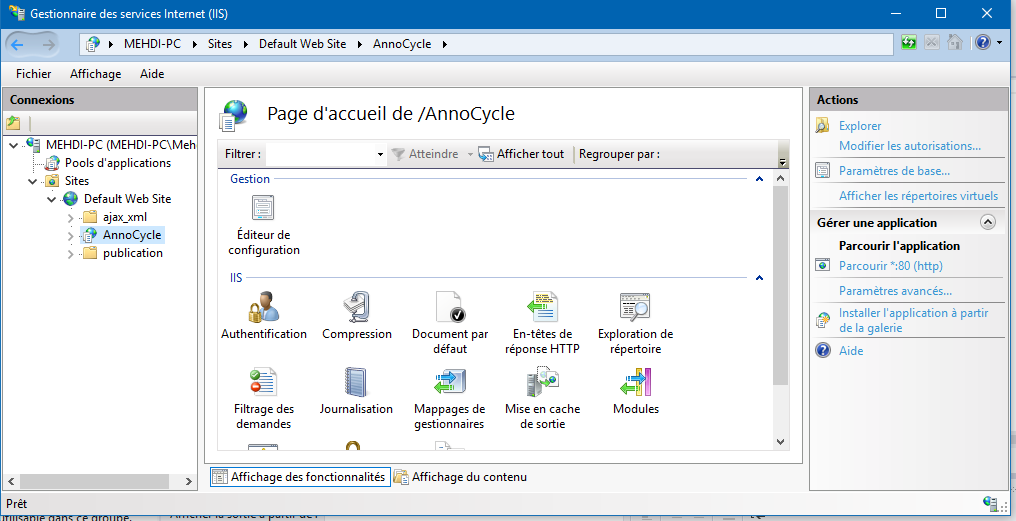 Gestionnaire des services Internet (IIS)
MEHDI-PC
Sites
Default Web Site
AnnoCycle
Fichier
Affichage
Aide
Connexions
MEHDI-PC (MEHDI-PC\Meh
Pools d'applications
Sites
Default Web Site
ajax_xml
AnnoCycle
publication
Page d'accueil de /AnnoCycle
Filtrer :
Atteindre
Afficher tout
Regrouper par :
Gestion
Éditeur de
configuration
IIS
Authentification
Compression
Document par
défaut
En-têtes de
réponse HTTP
Exploration de
répertoire
Filtrage des
demandes
Journalisation
Mappages de
gestionnaires
Mise en cache
de sortie
Modules
Affichage des fonctionnalités
Affichage du contenu
Actions
Explorer
Modifier les autorisations...
Paramètres de base...
Afficher les répertoires virtuels
Gérer une application
Parcourir l'application
Parcourir *:80 (http)
Paramètres avancés...
Installer l'application à partir
de la galerie
Aide
Prêt